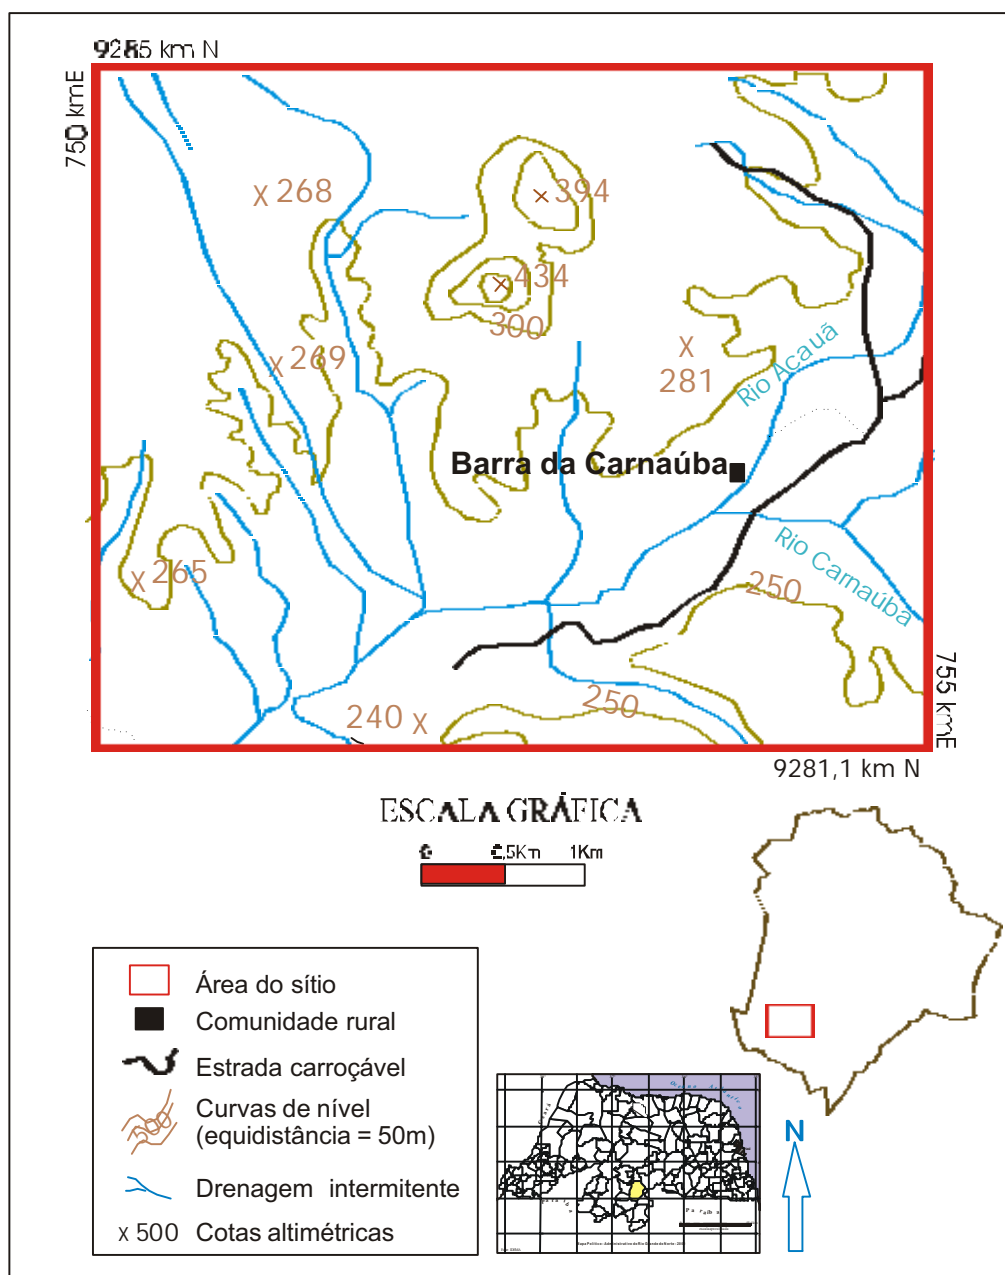 9285 km N
750 kmE
394
268
434
300
269
281
Rio Acauã
Barra da Carnaúba
265
Rio Carnaúba
250
250
240
755 kmE
9281,1 km N
ESCALA GRÁFICA
0 0,5Km 1Km
Área do sítio
Comunidade rural
Estrada carroçável
Curvas de nível
(equidistância = 50m)
Drenagem intermitente
x 500 Cotas altimétricas
N